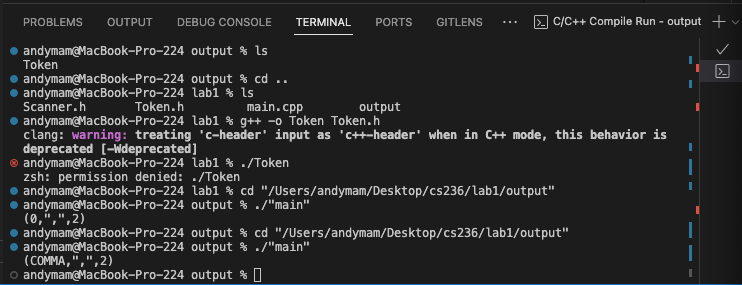 PROBLEMS OUTPUT DEBUG CONSOLE TERMINAL PORTS GITLENS ... C/C++ Compile Run - output
andymam@MacBook-Pro-224 output % ls
Token
andymam@MacBook-Pro-224 output % cd ..
andymam@MacBook-Pro-224 lab1 % ls
Scanner.h Token.h main.cpp output
andymam@MacBook-Pro-224 lab1 % g++ -o Token Token.h
clang: warning: treating 'c-header' input as 'c++-header' when in C++ mode, this behavior is
deprecated [-Wdeprecated]
andymam@MacBook-Pro-224 lab1 % ./Token
zsh: permission denied: ./Token
andymam@MacBook-Pro-224 lab1 % cd "/Users/andymam/Desktop/cs236/lab1/output"
andymam@MacBook-Pro-224 output % ./"main"
(0,",",2)
andymam@MacBook-Pro-224 output % cd "/Users/andymam/Desktop/cs236/lab1/output"
andymam@MacBook-Pro-224 output % ./"main"
(COMMA,",",2)
andymam@MacBook-Pro-224 output %